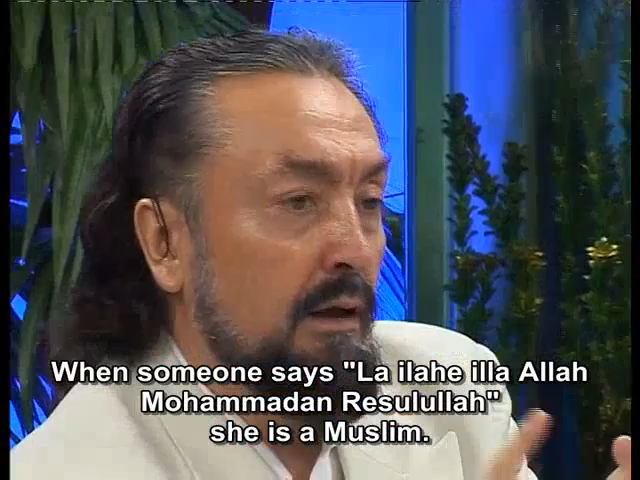 When someone says "La ilahe illa Allah
Mohammadan Resulullah"
she is a Muslim.